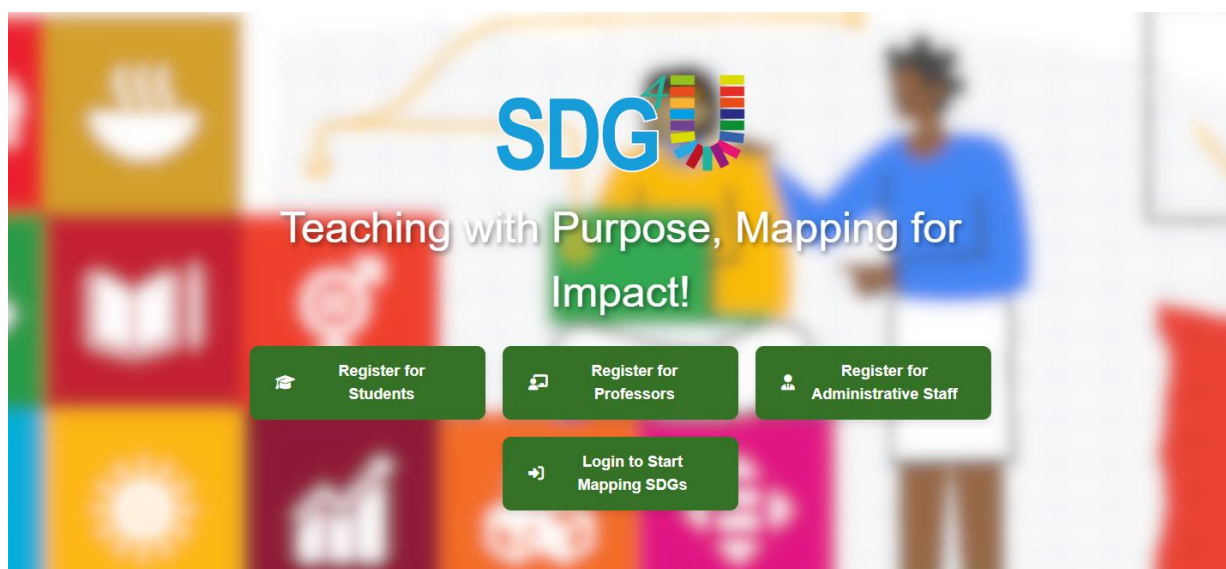 SDG4U
Teaching with Purpose, Mapping for
Impact!
Register for
Students
Register for
Professors
Register for
Administrative Staff
Login to Start
Mapping SDGs